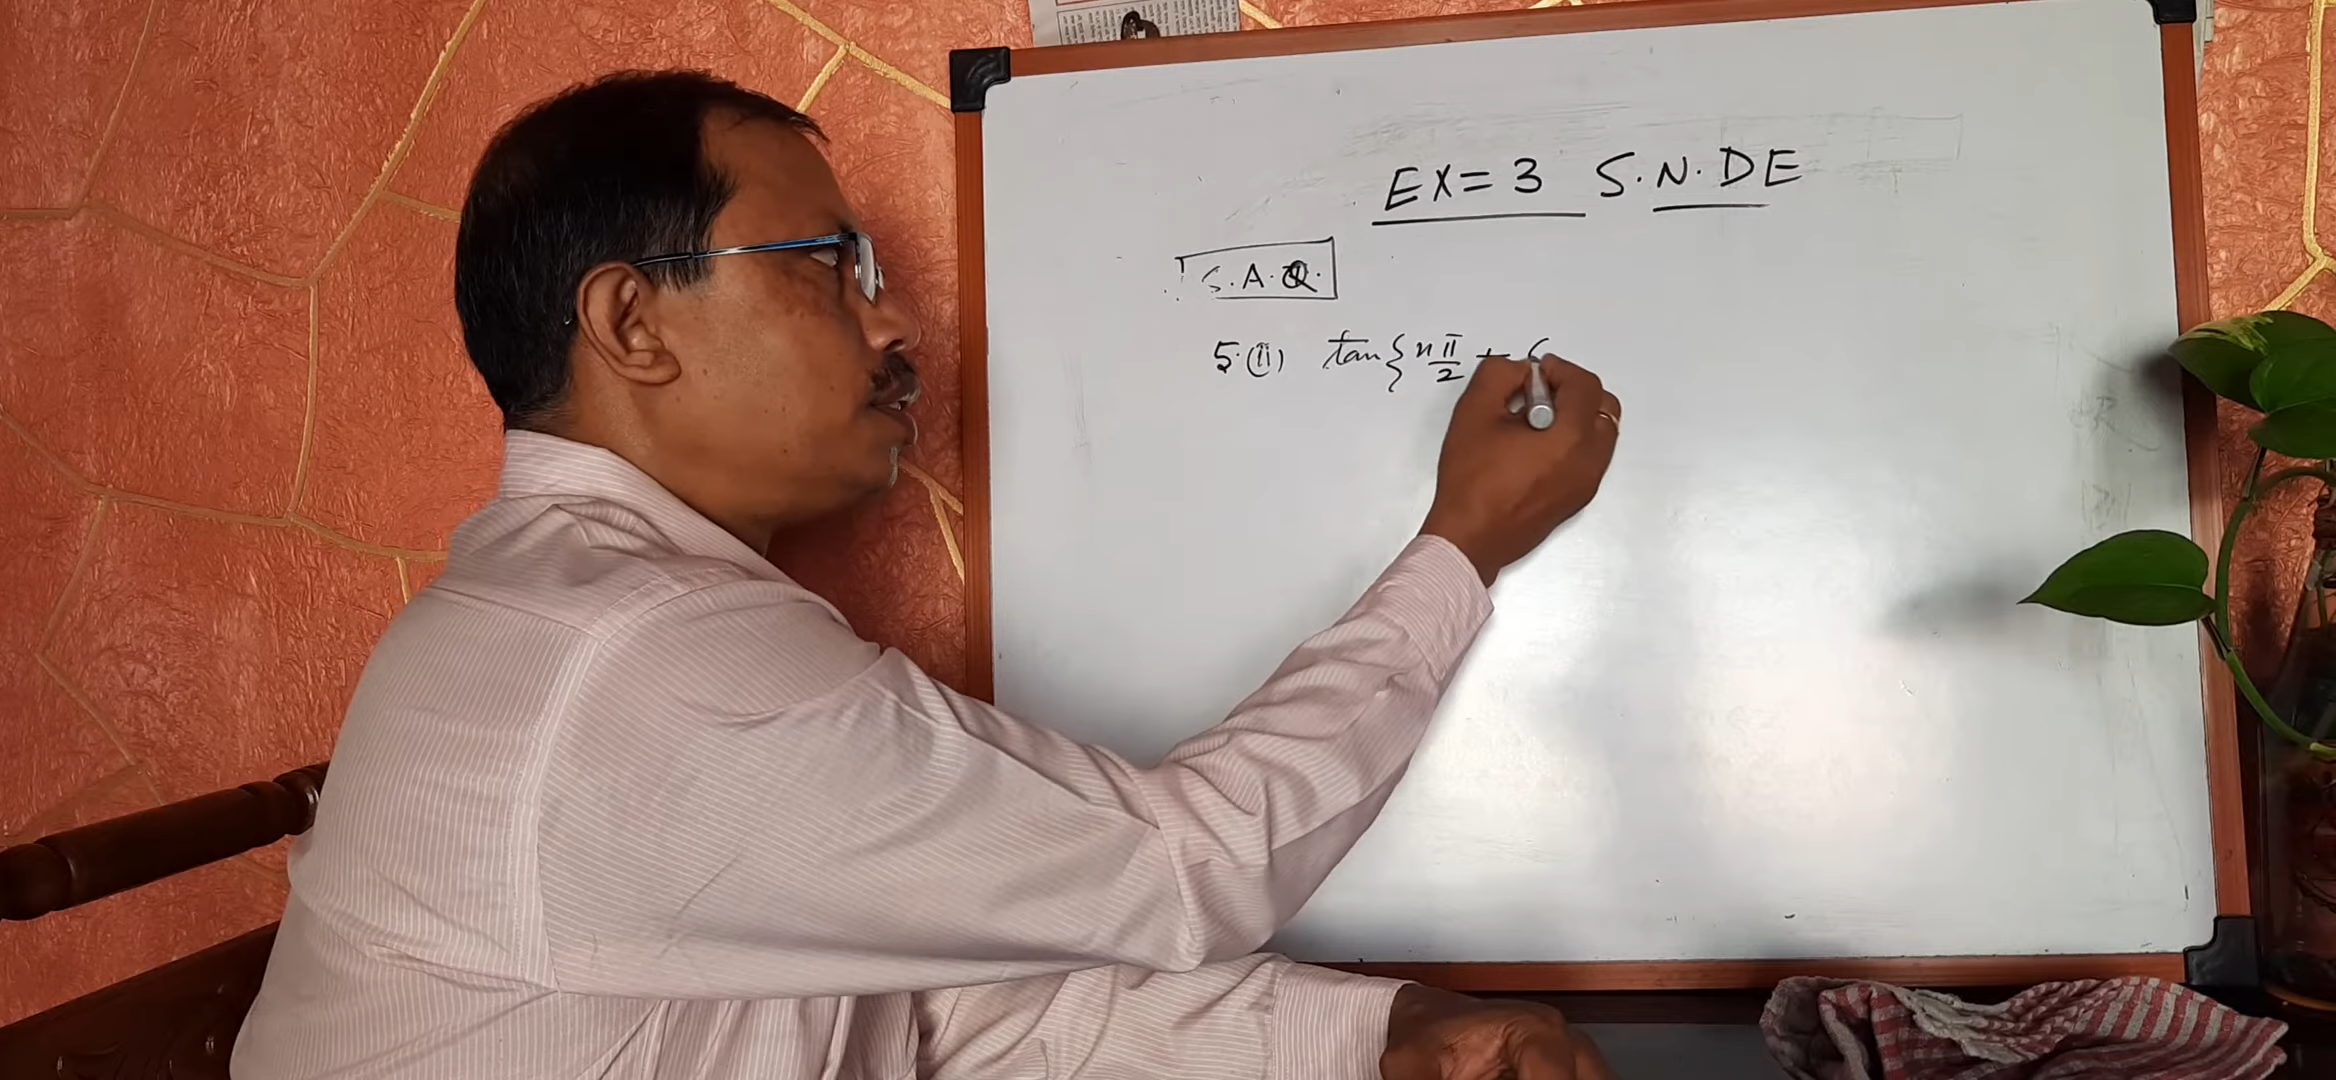 EX = 3 S.N.DE
S.A.Q.
5.(ii) tan{nπ/2 + (